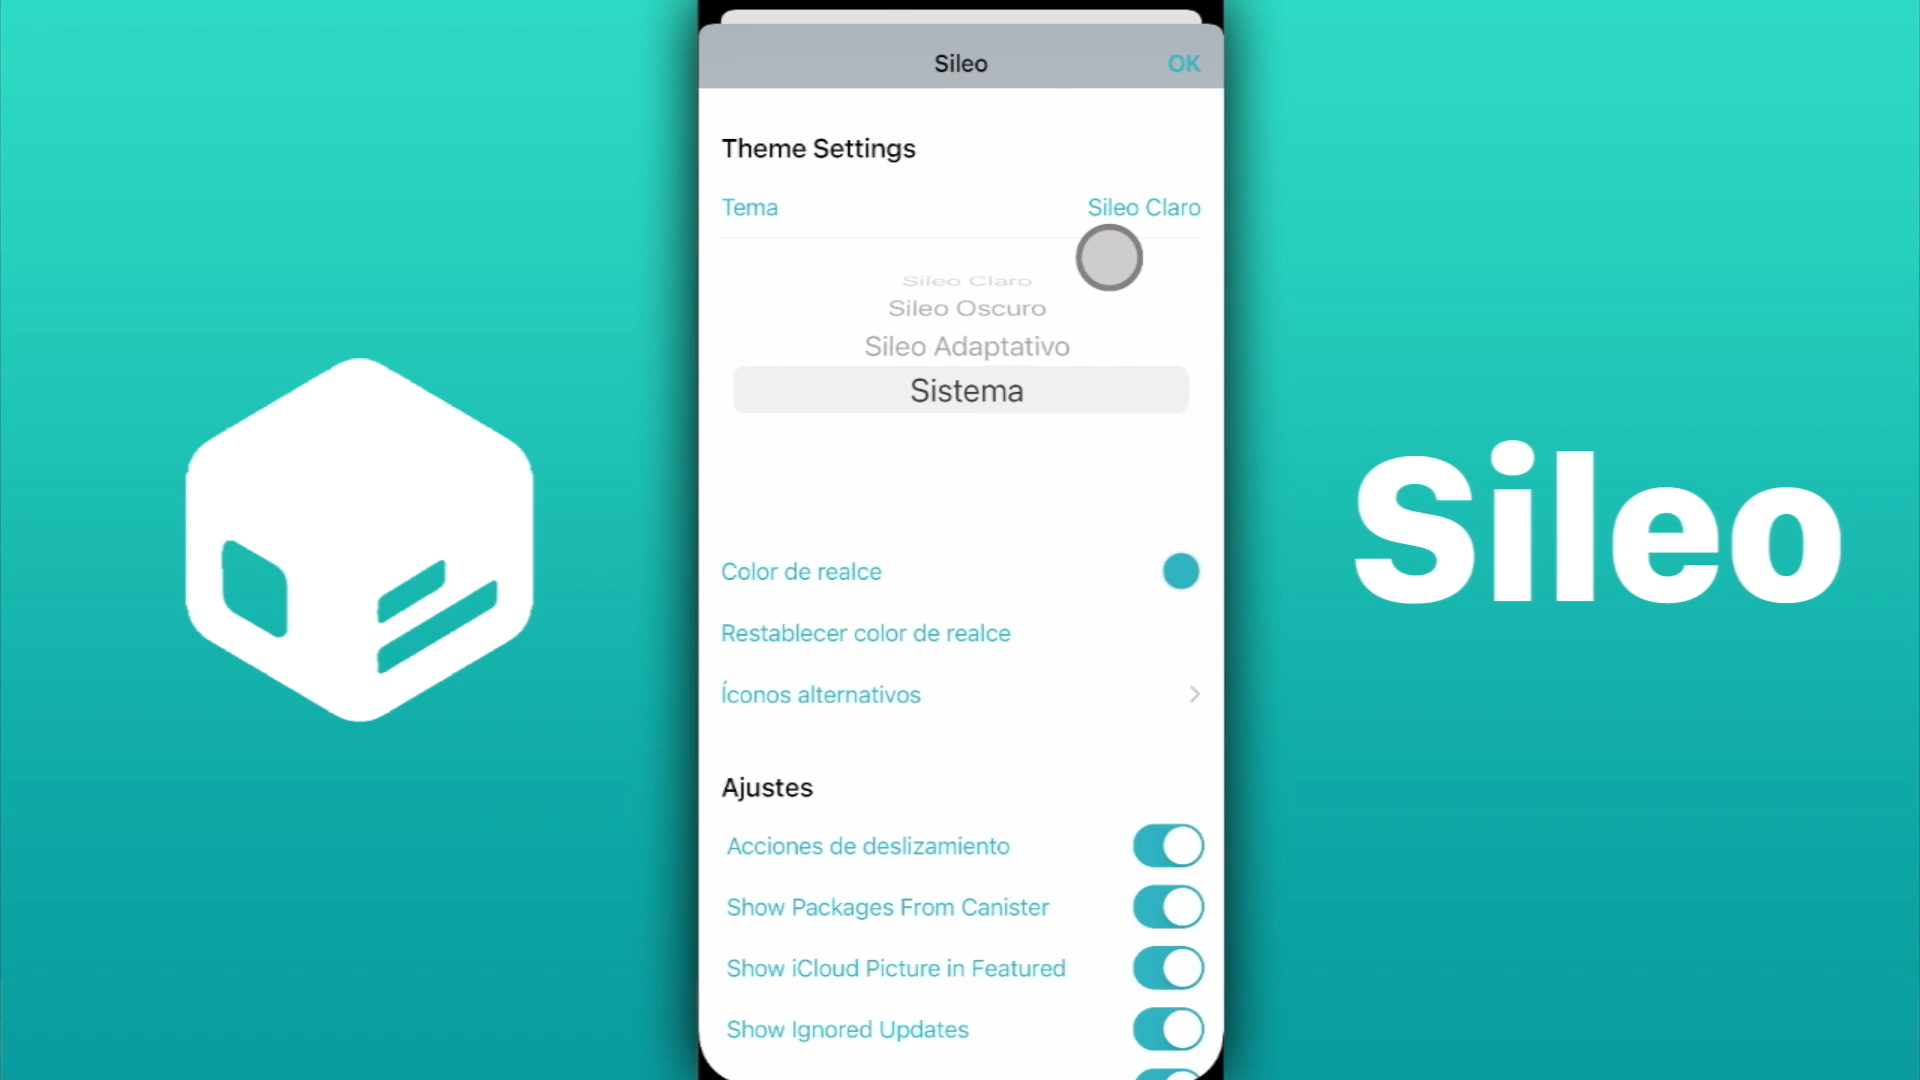 Sileo
OK
Theme Settings
Tema
Sileo Claro
Sileo Claro
Sileo Oscuro
Sileo Adaptativo
Sistema
Color de realce
Restablecer color de realce
Íconos alternativos
Ajustes
Acciones de deslizamiento
Show Packages From Canister
Show iCloud Picture in Featured
Show Ignored Updates
Sileo